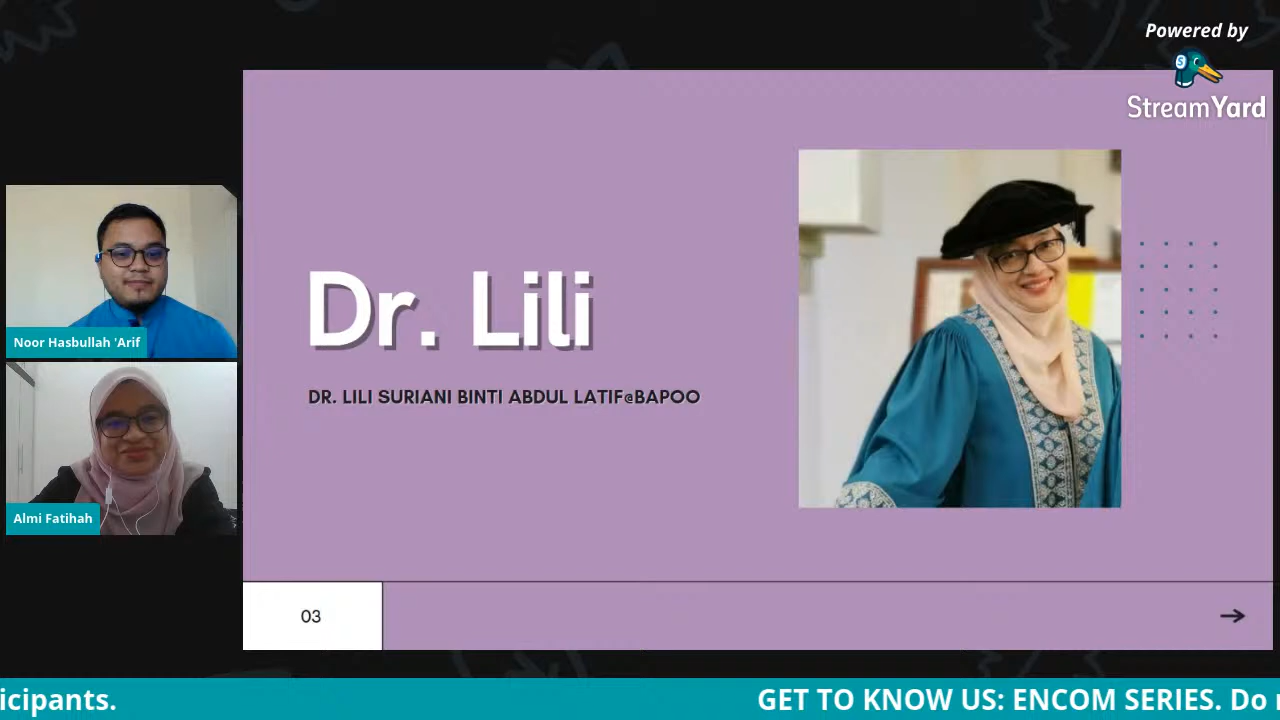 Powered by
StreamYard
Noor Hasbullah 'Arif
Almi Fatihah
Dr. Lili
DR. LILI SURIANI BINTI ABDUL LATIF@BAPOO
03
icipants.
GET TO KNOW US: ENCOM SERIES. Do